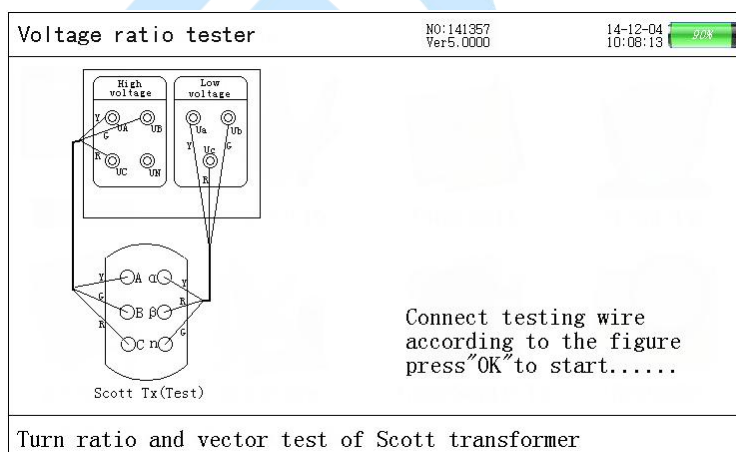 Voltage ratio tester
NO:141357
Ver5.0000
14-12-04
10:08:13
90%
High
voltage
Low
voltage
Y
UA
UB
G
R
UC
UN
Ua
Ub
Y
Uc
G
R
Y
A
α
Y
G
B
β
R
R
C
n
G
Scott Tx(Test)
Connect testing wire
according to the figure
press"OK"to start......
Turn ratio and vector test of Scott transformer